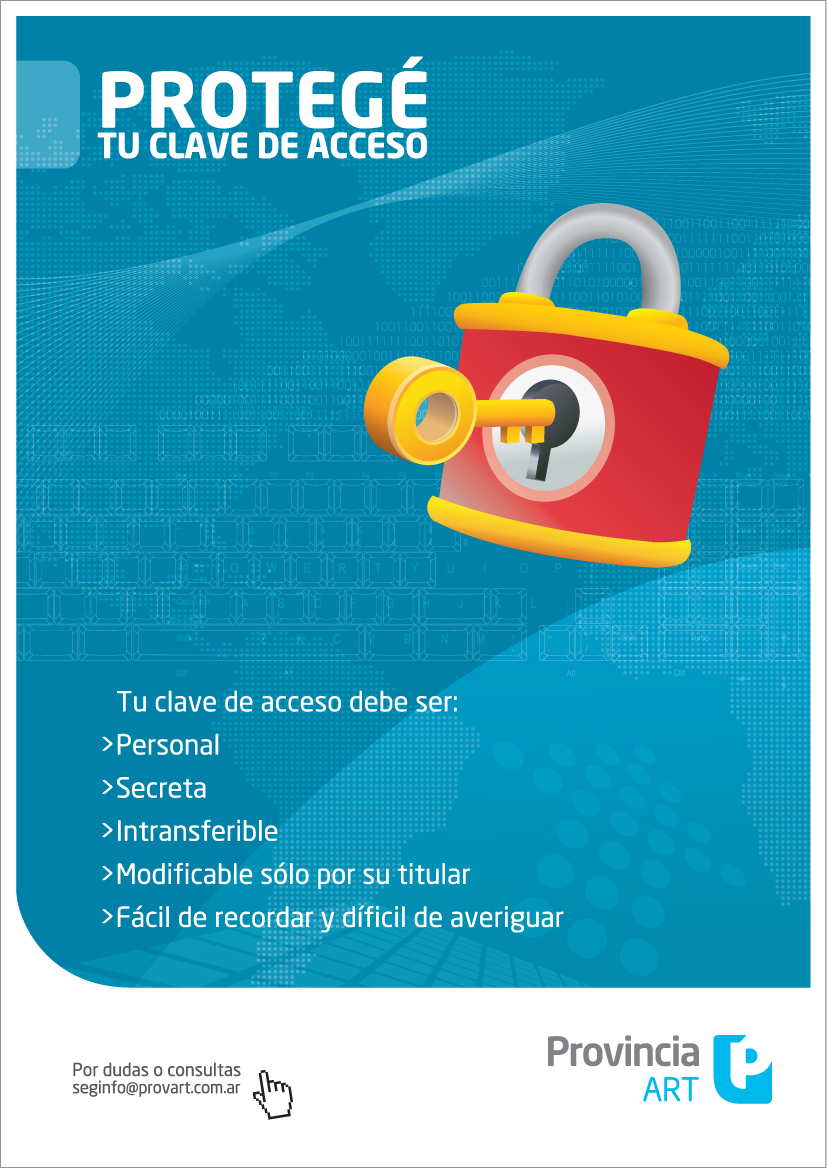 PROTEGÉ
TU CLAVE DE ACCESO
Tu clave de acceso debe ser:
>Personal
>Secreta
>Intransferible
>Modificable sólo por su titular
>Fácil de recordar y díficil de averiguar
Por dudas o consultas
seginfo@provart.com.ar
Provincia
ART